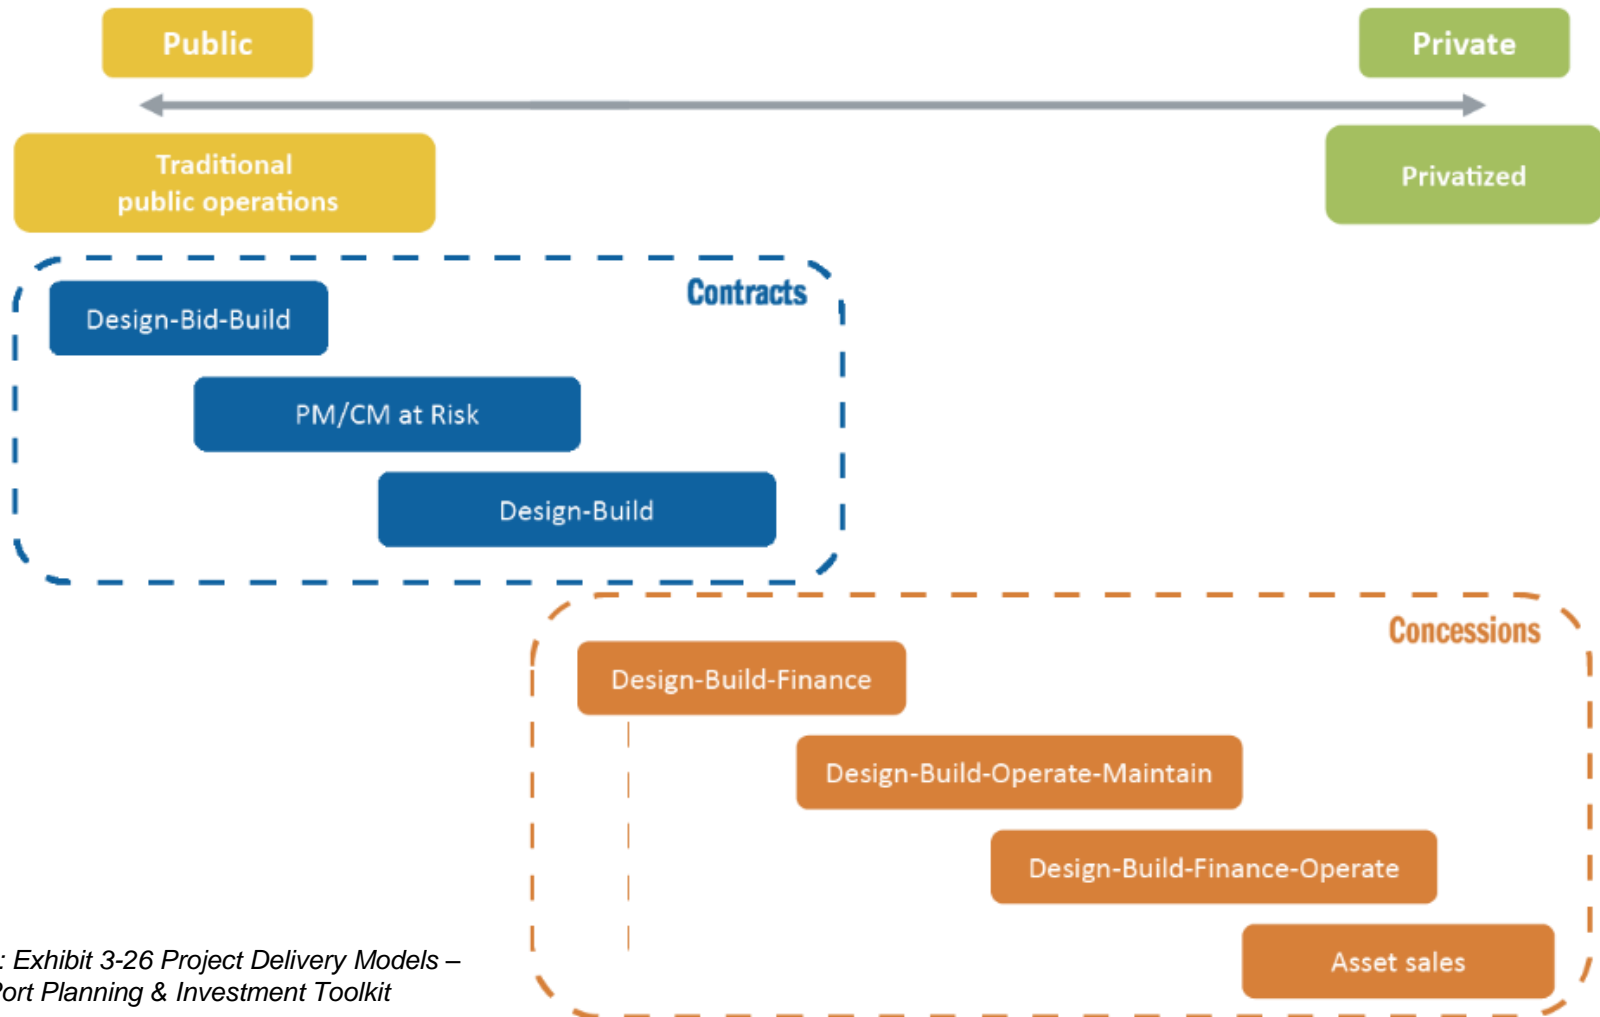 Public
Private
Traditional
public operations
Privatized
Contracts
Design-Bid-Build
PM/CM at Risk
Design-Build
Concessions
Design-Build-Finance
Design-Build-Operate-Maintain
Design-Build-Finance-Operate
Asset sales
: Exhibit 3-26 Project Delivery Models –
Port Planning & Investment Toolkit